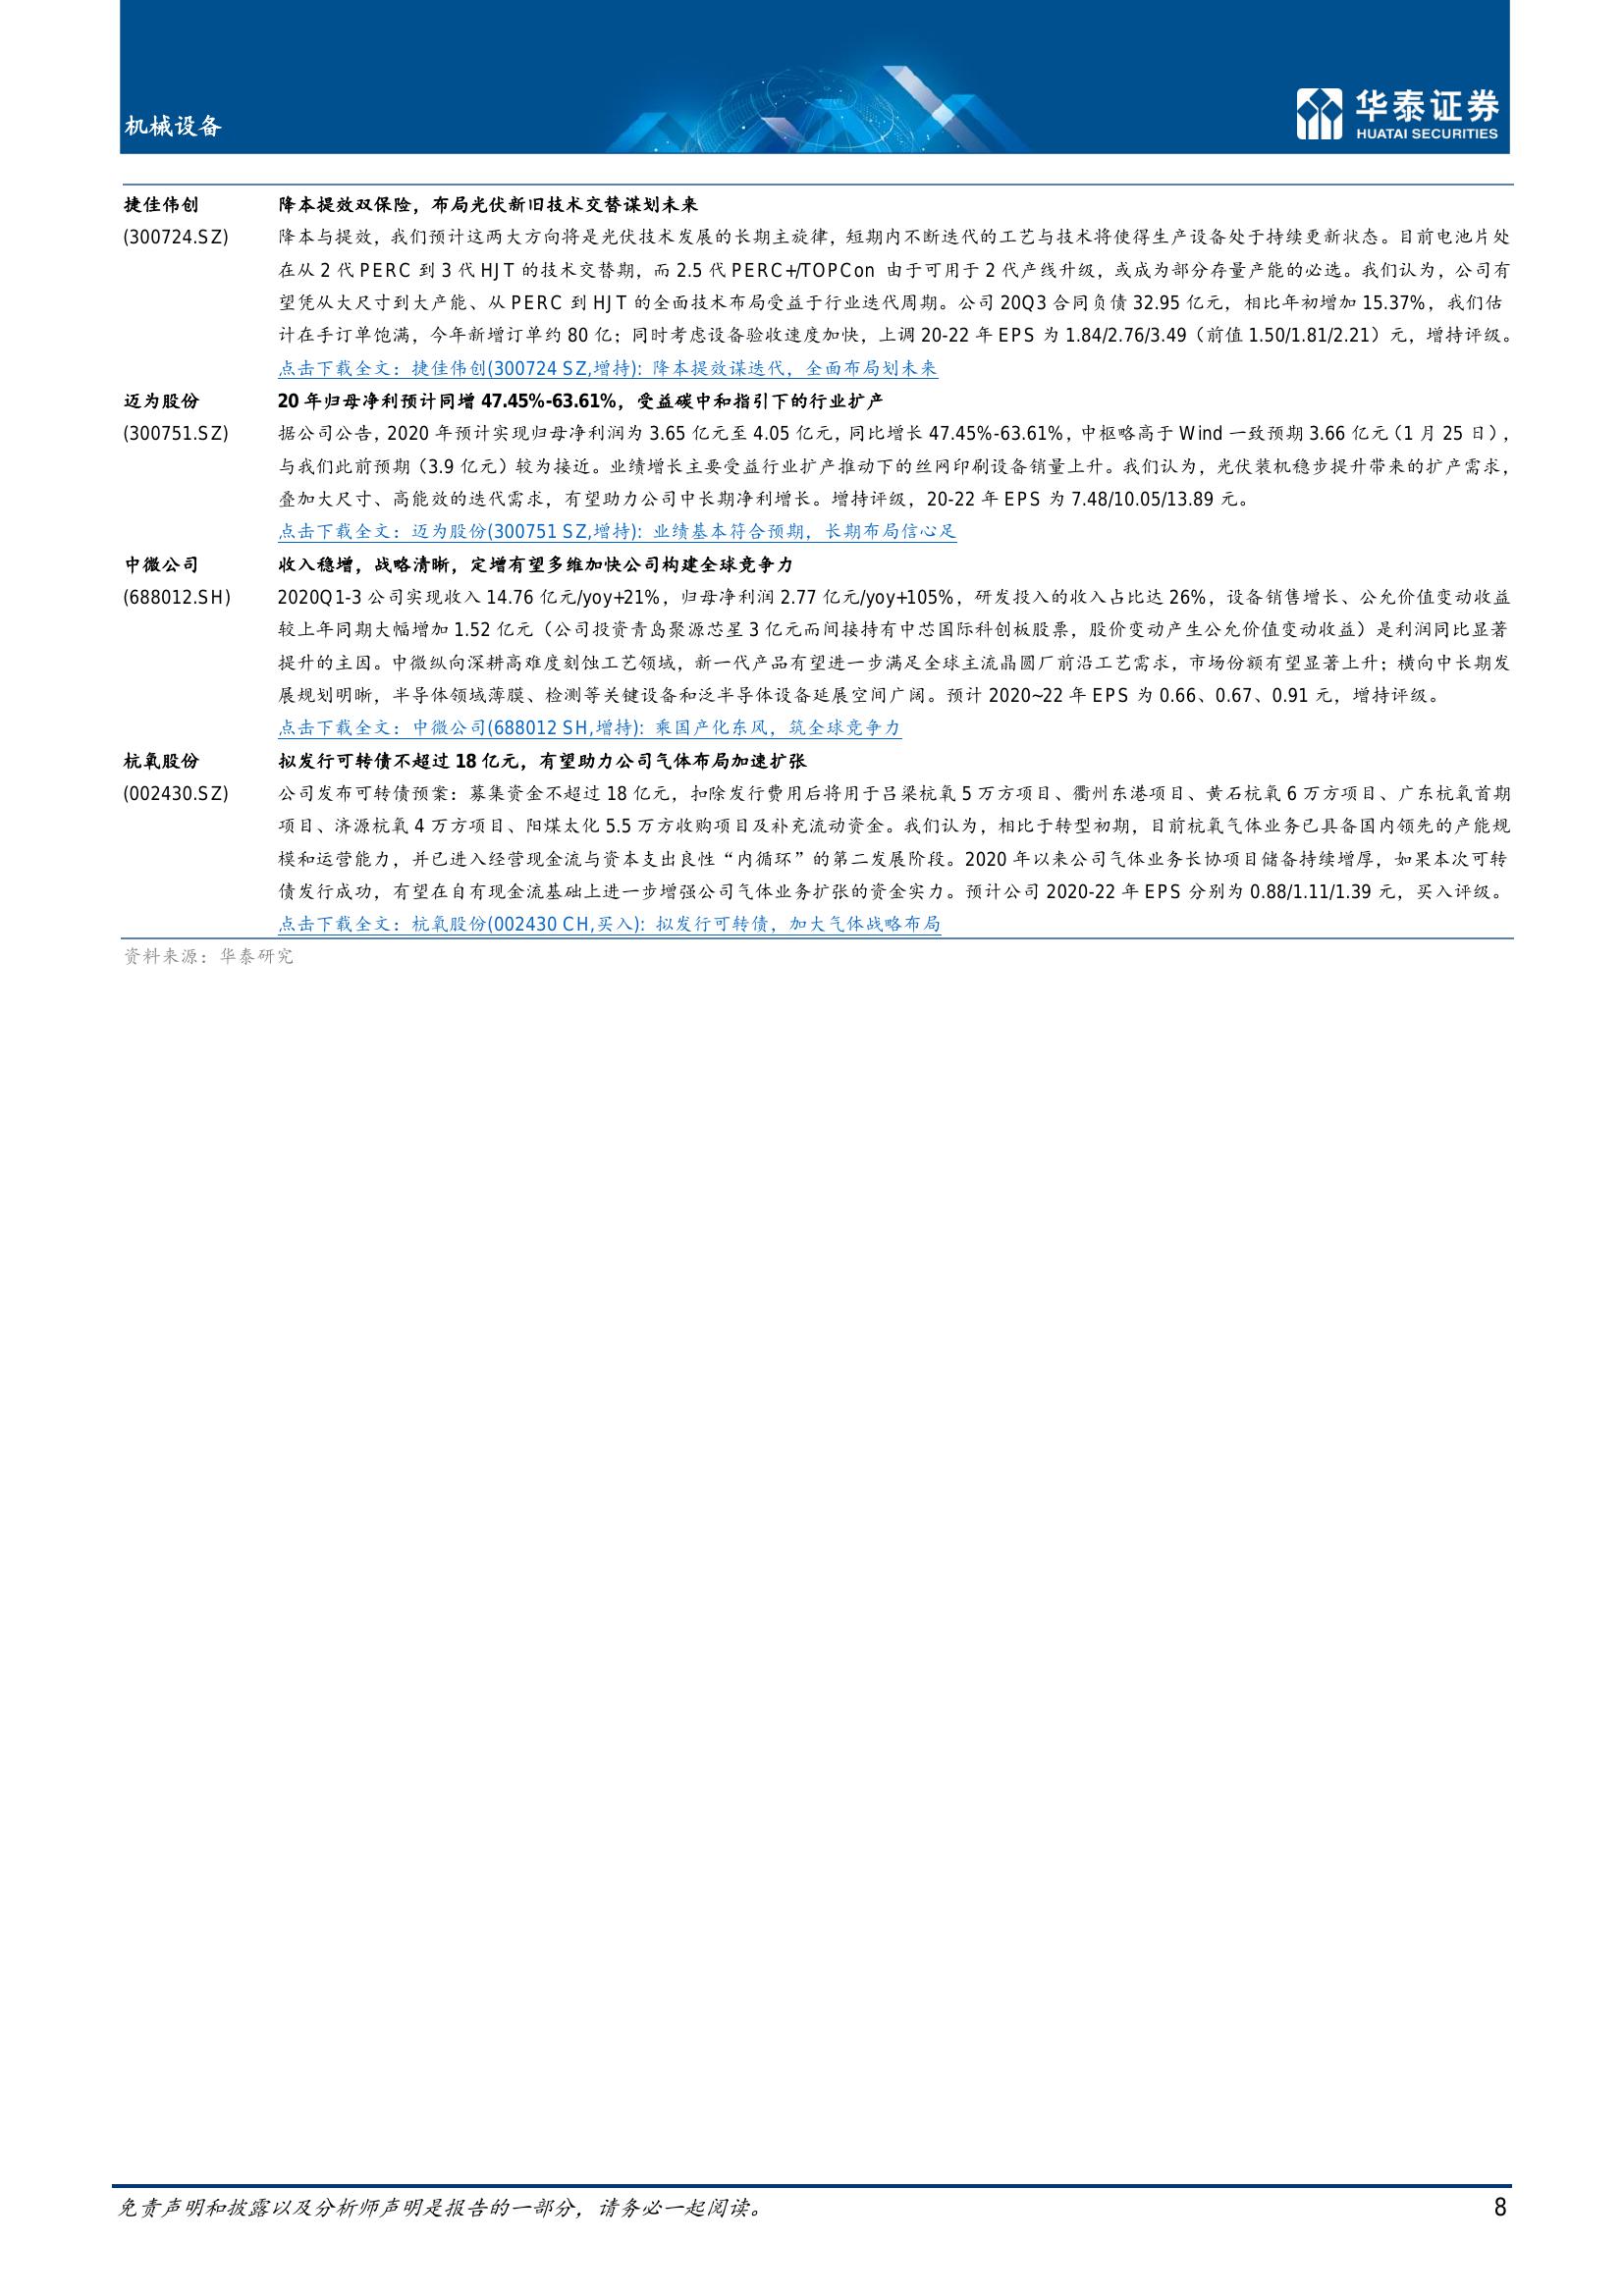 机械设备
华泰证券
HUATAI SECURITIES
捷佳伟创
降本提效双保险，布局光伏新旧技术交替谋划未来
(300724.SZ)
降本与提效，我们预计这两大方向将是光伏技术发展的长期主旋律，短期内不断迭代的工艺与技术将使得生产设备处于持续更新状态。目前电池片处
在从 2 代 PERC 到 3 代 HJT 的技术交替期，而 2.5 代 PERC+/TOPCon 由于可用于 2 代产线升级，或成为部分存量产能的必选。我们认为，公司有
望凭从大尺寸到大产能、从 PERC 到 HJT 的全面技术布局受益于行业迭代周期。公司 20Q3 合同负债 32.95 亿元，相比年初增加 15.37%，我们估
计在手订单饱满，今年新增订单约 80 亿；同时考虑设备验收速度加快，上调 20-22 年 EPS 为 1.84/2.76/3.49（前值 1.50/1.81/2.21）元，增持评级。
点击下载全文：捷佳伟创(300724 SZ,增持): 降本提效谋迭代，全面布局划未来
迈为股份
20 年归母净利预计同增 47.45%-63.61%，受益碳中和指引下的行业扩产
(300751.SZ)
据公司公告，2020 年预计实现归母净利润为 3.65 亿元至 4.05 亿元，同比增长 47.45%-63.61%，中枢略高于 Wind 一致预期 3.66 亿元（1 月 25 日），
与我们此前预期（3.9 亿元）较为接近。业绩增长主要受益行业扩产推动下的丝网印刷设备销量上升。我们认为，光伏装机稳步提升带来的扩产需求，
叠加大尺寸、高能效的迭代需求，有望助力公司中长期净利增长。增持评级，20-22 年 EPS 为 7.48/10.05/13.89 元。
点击下载全文：迈为股份(300751 SZ,增持): 业绩基本符合预期，长期布局信心足
中微公司
收入稳增，战略清晰，定增有望多维加快公司构建全球竞争力
(688012.SH)
2020Q1-3 公司实现收入 14.76 亿元/yoy+21%，归母净利润 2.77 亿元/yoy+105%，研发投入的收入占比达 26%，设备销售增长、公允价值变动收益
较上年同期大幅增加 1.52 亿元（公司投资青岛聚源芯星 3 亿元而间接持有中芯国际科创板股票，股价变动产生公允价值变动收益）是利润同比显著
提升的主因。中微纵向深耕高难度刻蚀工艺领域，新一代产品有望进一步满足全球主流晶圆厂前沿工艺需求，市场份额有望显著上升；横向中长期发
展规划明晰，半导体领域薄膜、检测等关键设备和泛半导体设备延展空间广阔。预计 2020~22 年 EPS 为 0.66、0.67、0.91 元，增持评级。
点击下载全文：中微公司(688012 SH,增持): 乘国产化东风，筑全球竞争力
杭氧股份
拟发行可转债不超过 18 亿元，有望助力公司气体布局加速扩张
(002430.SZ)
公司发布可转债预案：募集资金不超过 18 亿元，扣除发行费用后将用于吕梁杭氧 5 万方项目、衢州东港项目、黄石杭氧 6 万方项目、广东杭氧首期
项目、济源杭氧 4 万方项目、阳煤太化 5.5 万方收购项目及补充流动资金。我们认为，相比于转型初期，目前杭氧气体业务已具备国内领先的产能规
模和运营能力，并已进入经营现金流与资本支出良性“内循环”的第二发展阶段。2020 年以来公司气体业务长协项目储备持续增厚，如果本次可转
债发行成功，有望在自有现金流基础上进一步增强公司气体业务扩张的资金实力。预计公司 2020-22 年 EPS 分别为 0.88/1.11/1.39 元，买入评级。
点击下载全文：杭氧股份(002430 CH,买入): 拟发行可转债，加大气体战略布局
资料来源：华泰研究
免责声明和披露以及分析师声明是报告的一部分，请务必一起阅读。
8